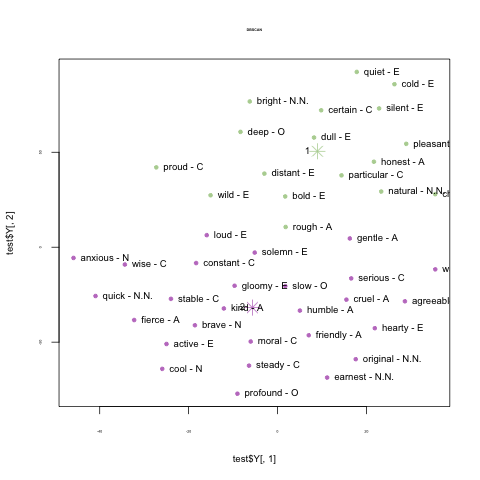 DBSCAN
quiet - E
cold - E
bright - N.N.
certain - C
silent - E
deep - O
dull - E
pleasant
1
honest - A
proud - C
distant - E
particular - C
wild - E
bold - E
natural - N.N.
rough - A
loud - E
gentle - A
solemn - E
anxious - N
wise - C
constant - C
w
serious - C
gloomy - E
slow - O
quick - N.N.
stable - C
cruel - A
agreeabl
kind - A
2
humble - A
fierce - A
brave - N
hearty - E
friendly - A
active - E
moral - C
original - N.N.
cool - N
steady - C
earnest - N.N.
profound - O
test$Y[, 2]
test$Y[, 1]